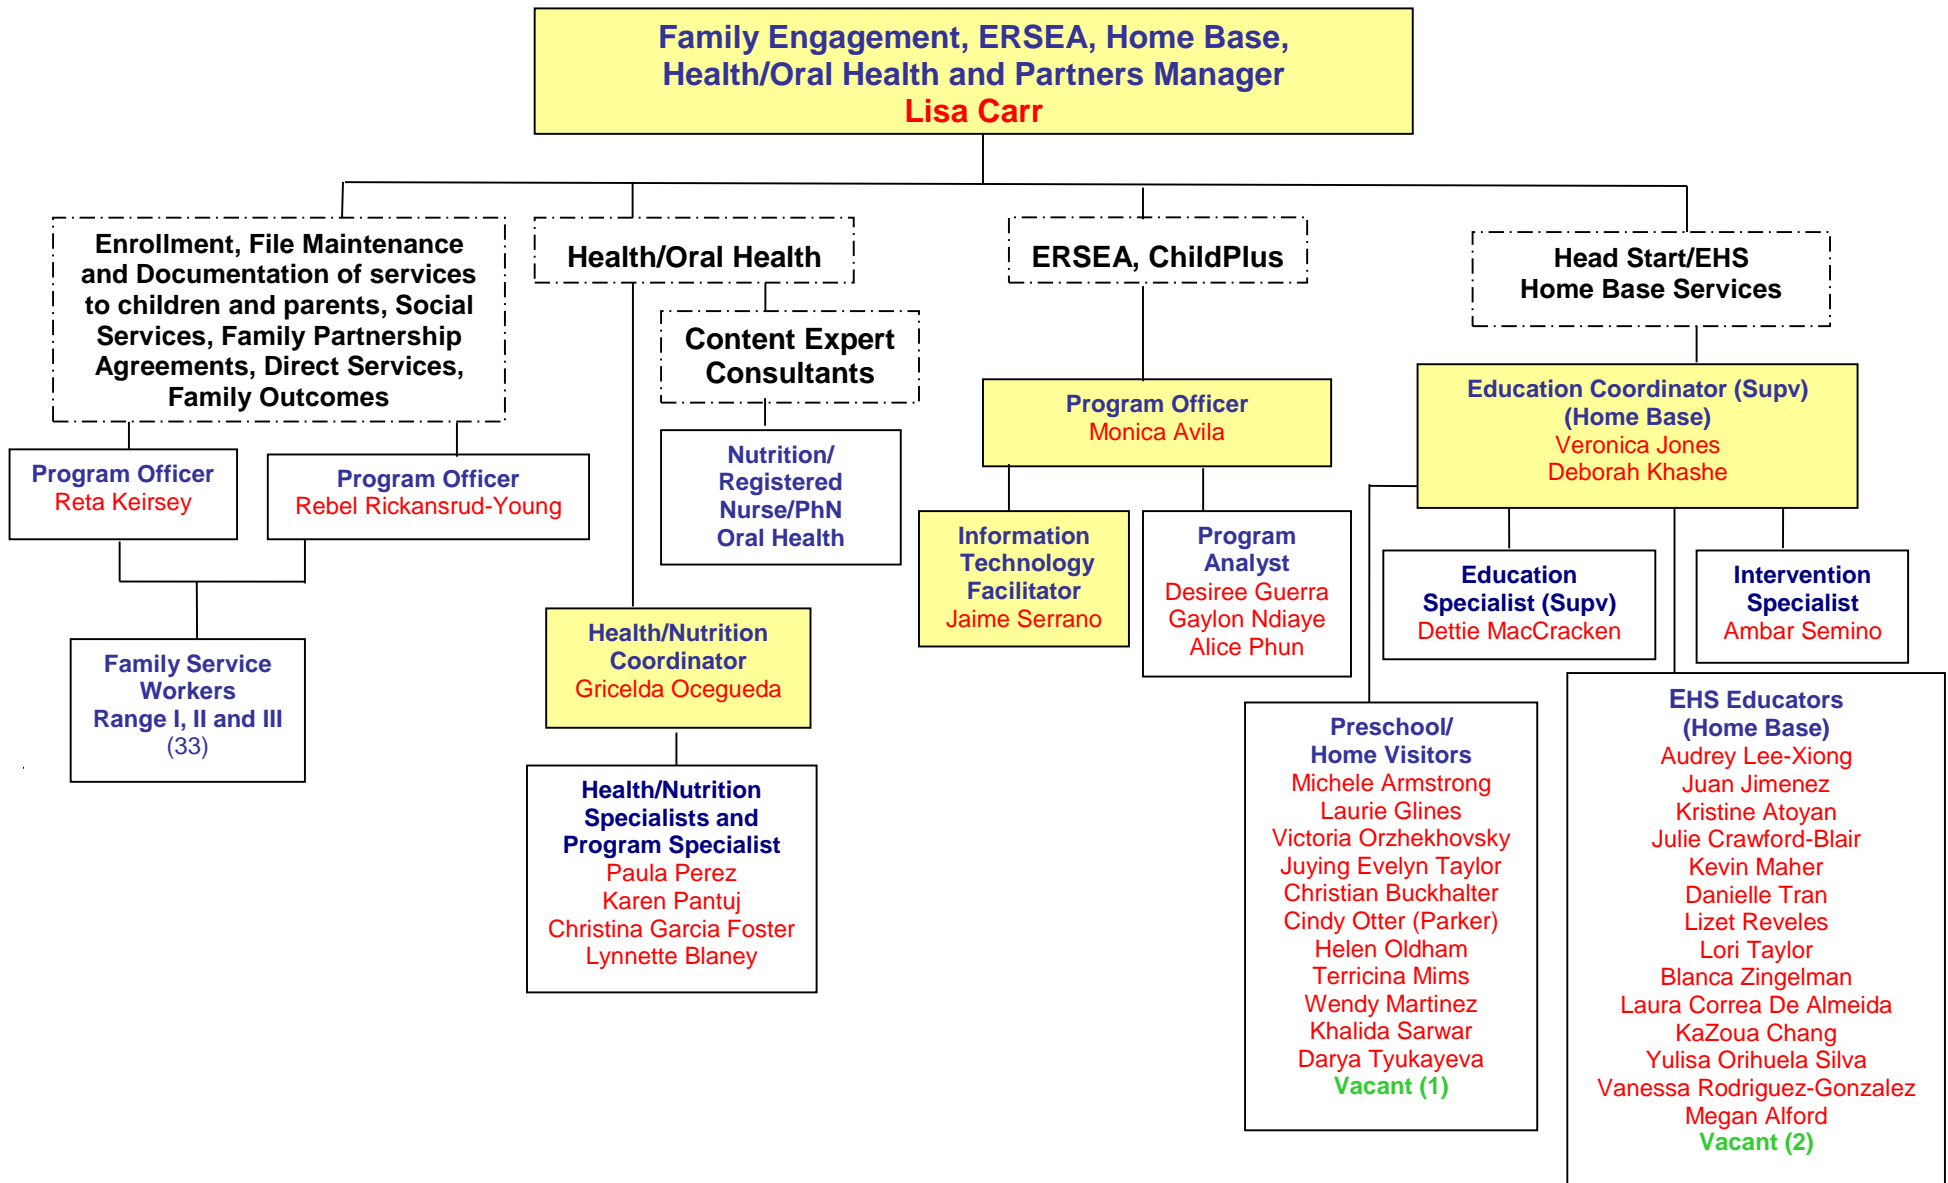 Family Engagement, ERSEA, Home Base,
Health/Oral Health and Partners Manager
Lisa Carr
Enrollment, File Maintenance
and Documentation of services
to children and parents, Social
Services, Family Partnership
Agreements, Direct Services,
Family Outcomes
Program Officer
Reta Keirsey
Program Officer
Rebel Rickansrud-Young
Family Service
Workers
Range I, II and III
(33)
Health/Oral Health
Content Expert
Consultants
Nutrition/
Registered
Nurse/PhN
Oral Health
Health/Nutrition
Coordinator
Gricelda Ocegueda
Health/Nutrition
Specialists and
Program Specialist
Paula Perez
Karen Pantuj
Christina Garcia Foster
Lynnette Blaney
ERSEA, ChildPlus
Program Officer
Monica Avila
Information
Technology
Facilitator
Jaime Serrano
Program
Analyst
Desiree Guerra
Gaylon Ndiaye
Alice Phun
Head Start/EHS
Home Base Services
Education Coordinator (Supv)
(Home Base)
Veronica Jones
Deborah Khashe
Education
Specialist (Supv)
Dettie MacCracken
Intervention
Specialist
Ambar Semino
Preschool/
Home Visitors
Michele Armstrong
Laurie Glines
Victoria Orzhekhovsky
Juying Evelyn Taylor
Christian Buckhalter
Cindy Otter (Parker)
Helen Oldham
Terricina Mims
Wendy Martinez
Khalida Sarwar
Darya Tyukayeva
Vacant (1)
EHS Educators
(Home Base)
Audrey Lee-Xiong
Juan Jimenez
Kristine Atoyan
Julie Crawford-Blair
Kevin Maher
Danielle Tran
Lizet Reveles
Lori Taylor
Blanca Zingelman
Laura Correa De Almeida
KaZoua Chang
Yulisa Orihuela Silva
Vanessa Rodriguez-Gonzalez
Megan Alford
Vacant (2)